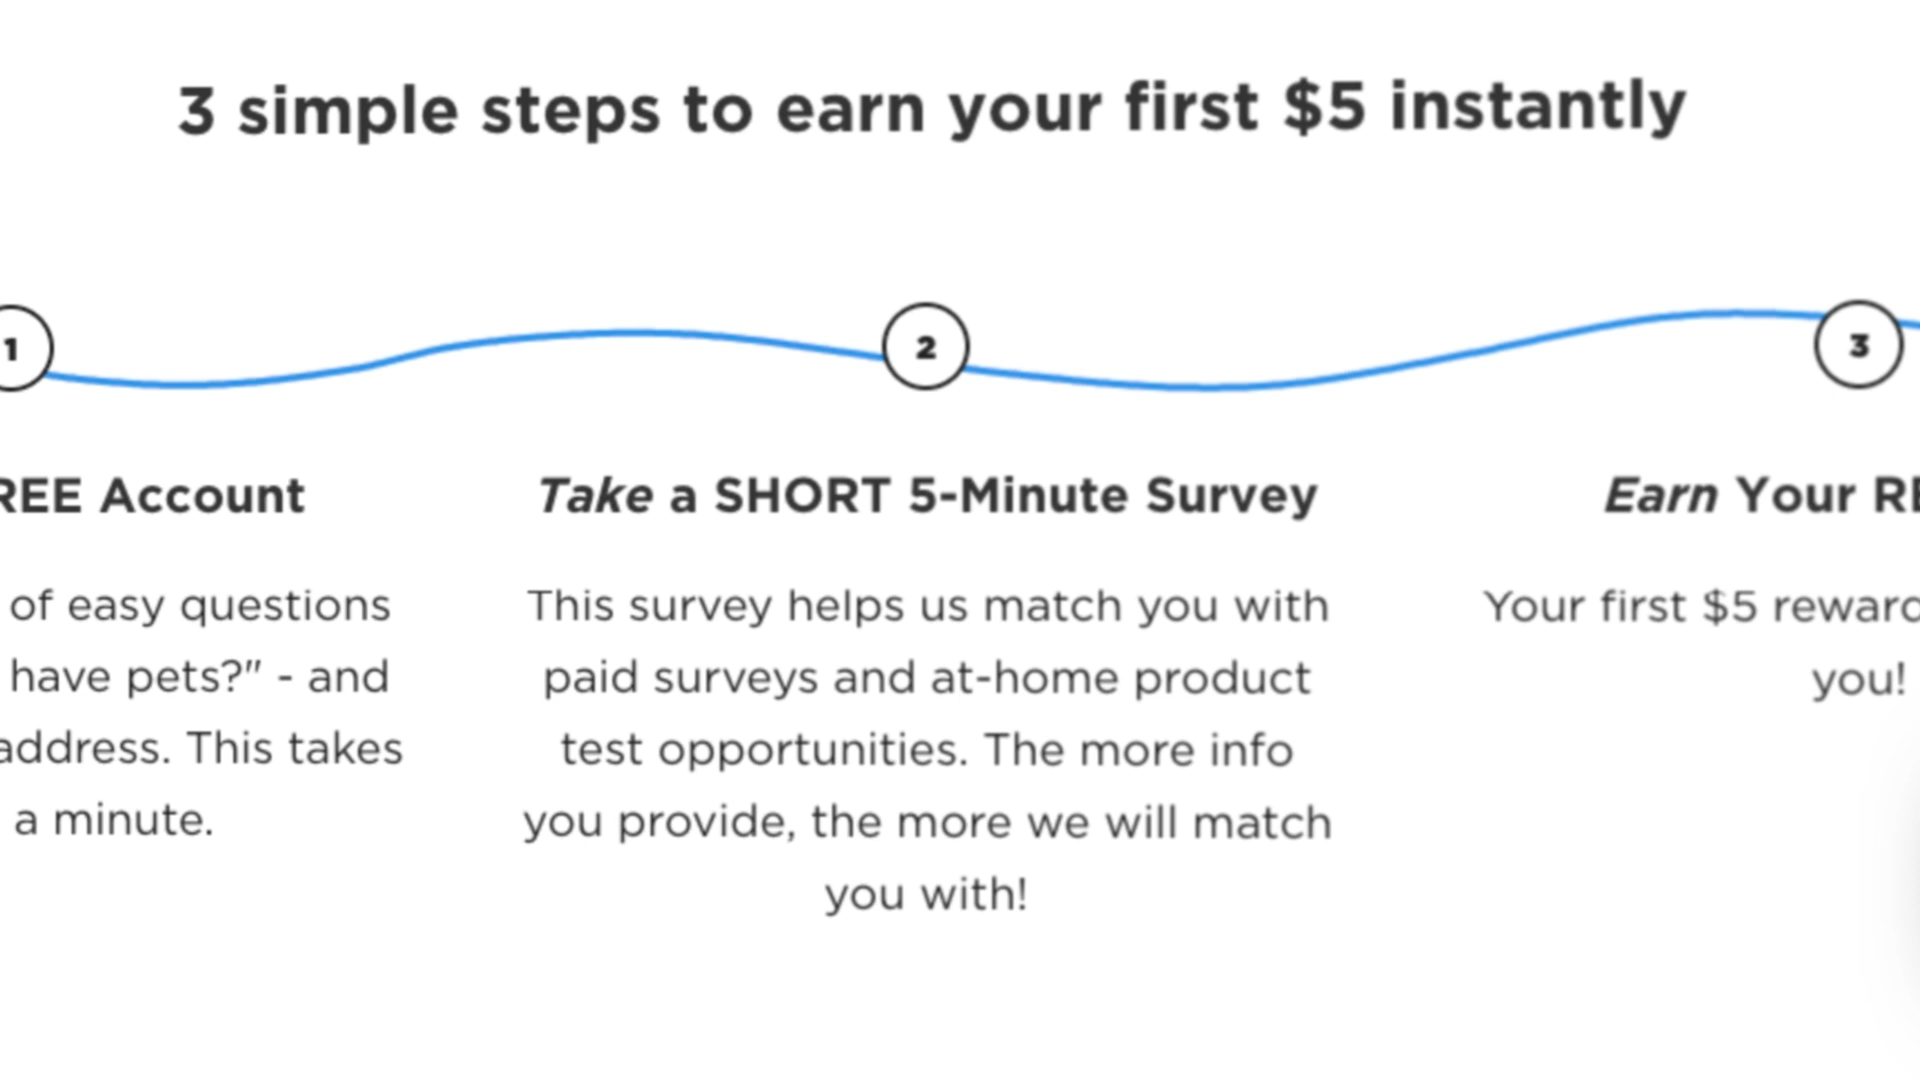 3 simple steps to earn your first $5 instantly
1
2
3
REE Account
Take a SHORT 5-Minute Survey
Earn Your RE
of easy questions
have pets?" - and
address. This takes
a minute.
This survey helps us match you with
paid surveys and at-home product
test opportunities. The more info
you provide, the more we will match
you with!
Your first $5 reward
you!